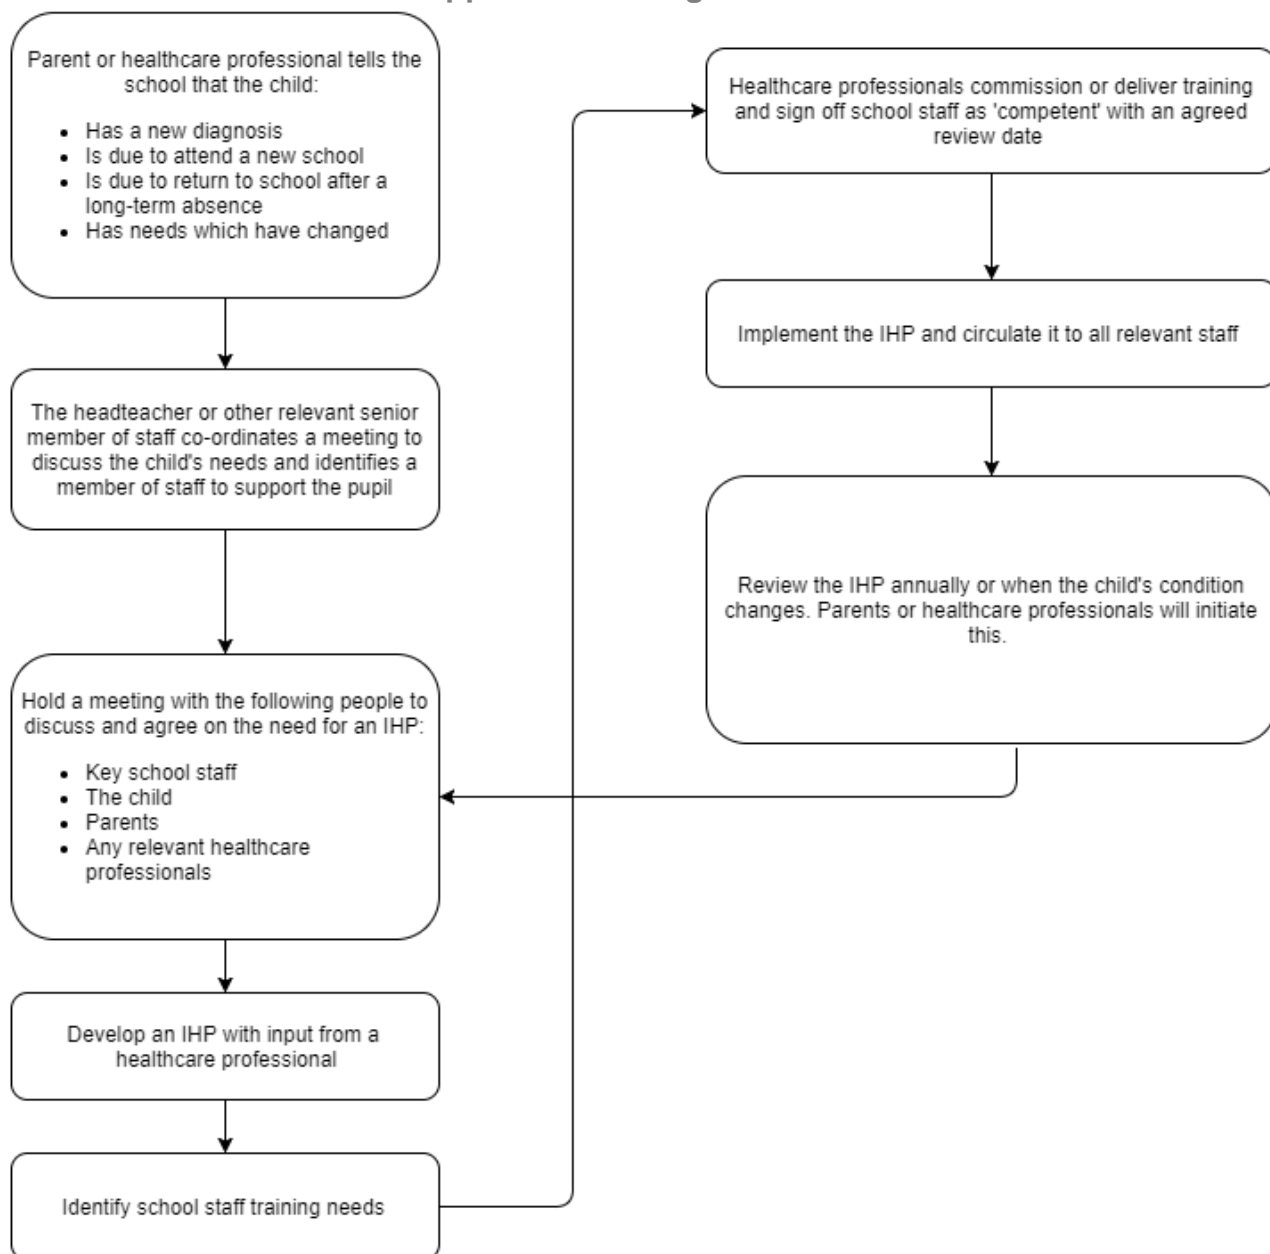 Parent or healthcare professional tells the
school that the child:
• Has a new diagnosis
• Is due to attend a new school
• Is due to return to school after a
long-term absence
• Has needs which have changed
The headteacher or other relevant senior
member of staff co-ordinates a meeting to
discuss the child's needs and identifies a
member of staff to support the pupil
Hold a meeting with the following people to
discuss and agree on the need for an IHP:
• Key school staff
• The child
• Parents
• Any relevant healthcare
professionals
Develop an IHP with input from a
healthcare professional
Identify school staff training needs
Healthcare professionals commission or deliver training
and sign off school staff as 'competent' with an agreed
review date
Implement the IHP and circulate it to all relevant staff
Review the IHP annually or when the child's condition
changes. Parents or healthcare professionals will initiate
this.